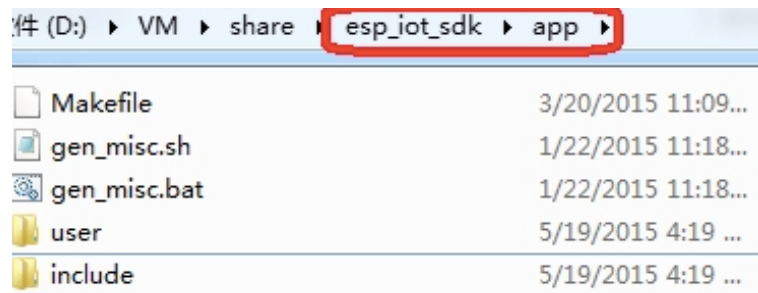 件 (D:) ▸ VM ▸ share ▸ esp_iot_sdk ▸ app ▸
Makefile 3/20/2015 11:09...
gen_misc.sh 1/22/2015 11:18...
gen_misc.bat 1/22/2015 11:18...
user 5/19/2015 4:19 ...
include 5/19/2015 4:19 ...